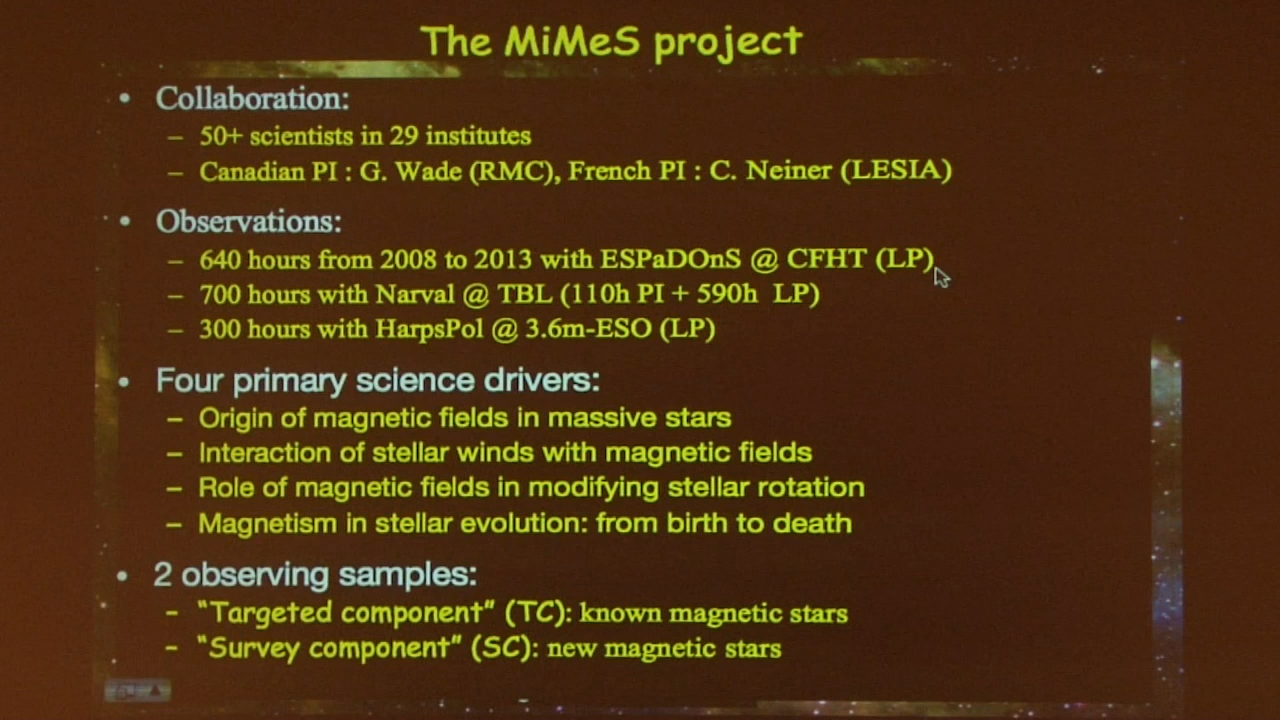 The MiMeS project
• Collaboration:
– 50+ scientists in 29 institutes
– Canadian PI : G. Wade (RMC), French PI : C. Neiner (LESIA)
• Observations:
– 640 hours from 2008 to 2013 with ESPaDOnS @ CFHT (LP)
– 700 hours with Narval @ TBL (110h PI + 590h LP)
– 300 hours with HarpsPol @ 3.6m-ESO (LP)
• Four primary science drivers:
– Origin of magnetic fields in massive stars
– Interaction of stellar winds with magnetic fields
– Role of magnetic fields in modifying stellar rotation
– Magnetism in stellar evolution: from birth to death
• 2 observing samples:
– “Targeted component” (TC): known magnetic stars
– “Survey component” (SC): new magnetic stars